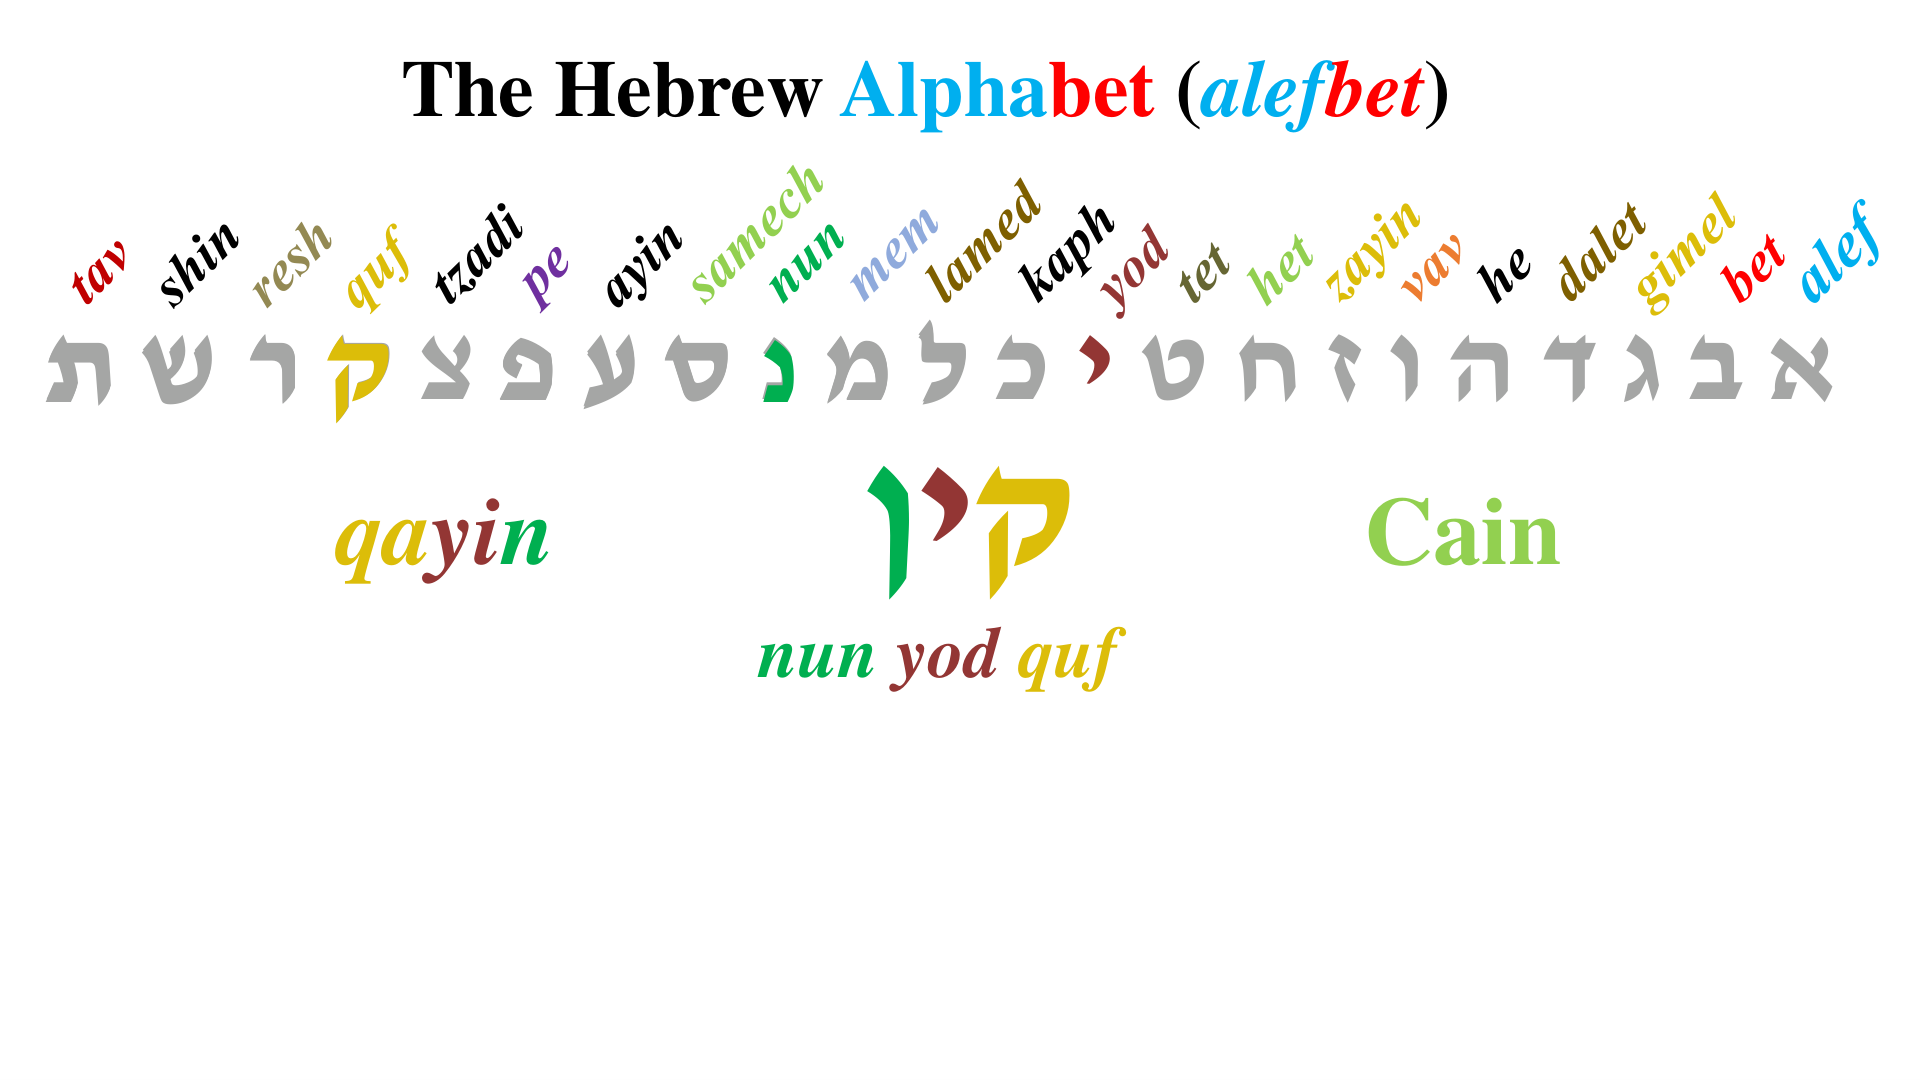 The Hebrew Alphabet (alefbet)
tav shin resh quf tzadi pe ayin samech nun mem lamed kaph yod tet het zayin vav he dalet gimel bet alef
א ב ג ד ה ו ז ח ט י כ ל מ נ ס ע פ צ ק ר ש ת
qayin קין Cain
nun yod quf